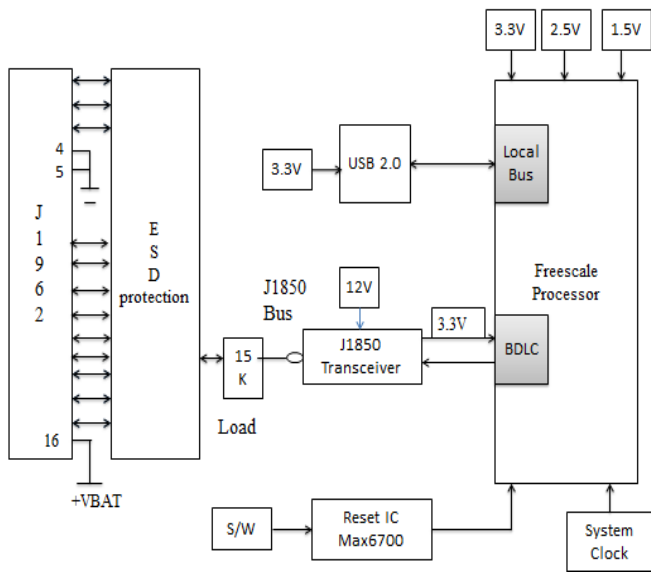 3.3V
2.5V
1.5V
4
5
J
1
9
6
2
16
+VBAT
E
S
D
protection
3.3V
USB 2.0
Local
Bus
Freescale
Processor
J1850
Bus
12V
15
K
Load
J1850
Transceiver
3.3V
BDLC
S/W
Reset IC
Max6700
System
Clock